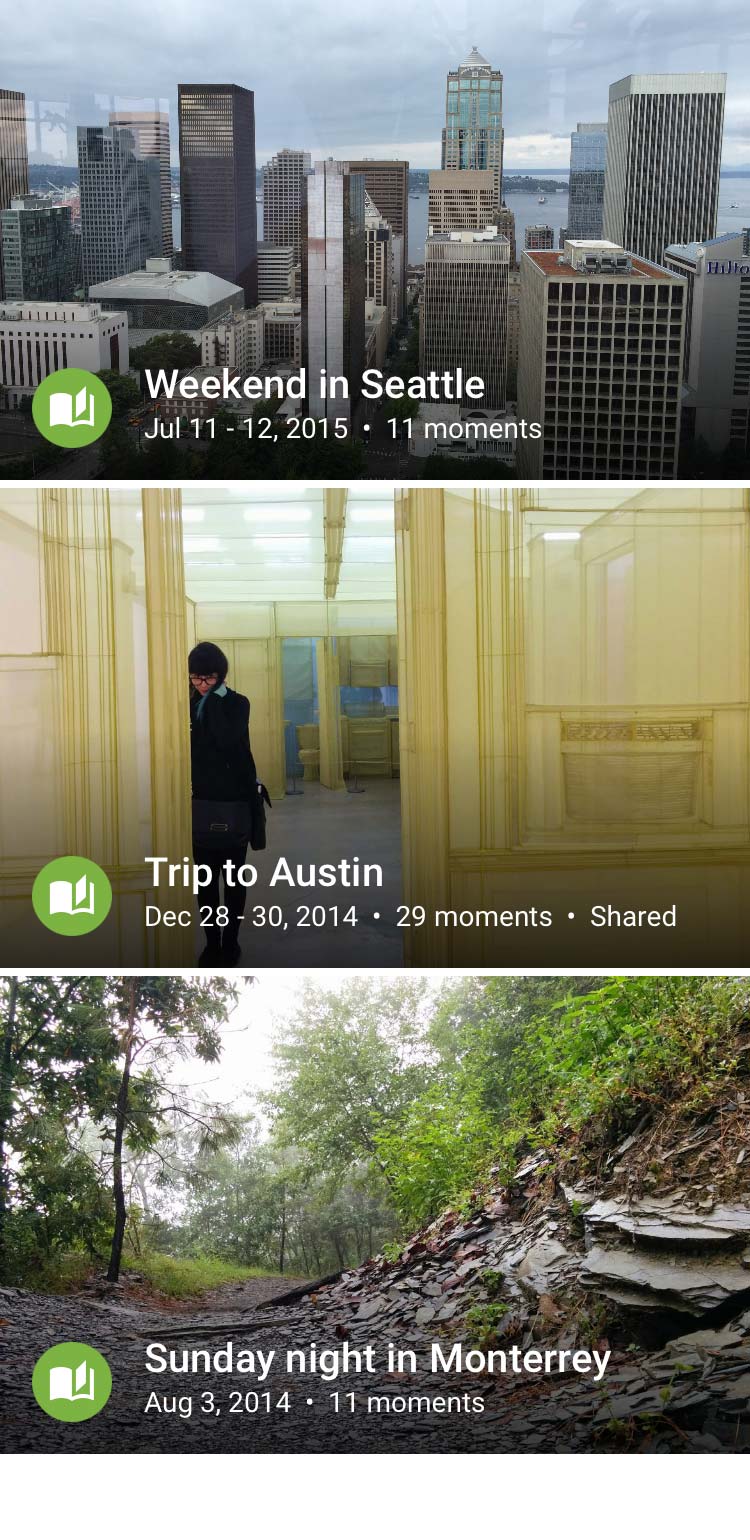 Hilto
Weekend in Seattle
Jul 11 - 12, 2015 • 11 moments
Trip to Austin
Dec 28 - 30, 2014 • 29 moments • Shared
Sunday night in Monterrey
Aug 3, 2014 • 11 moments